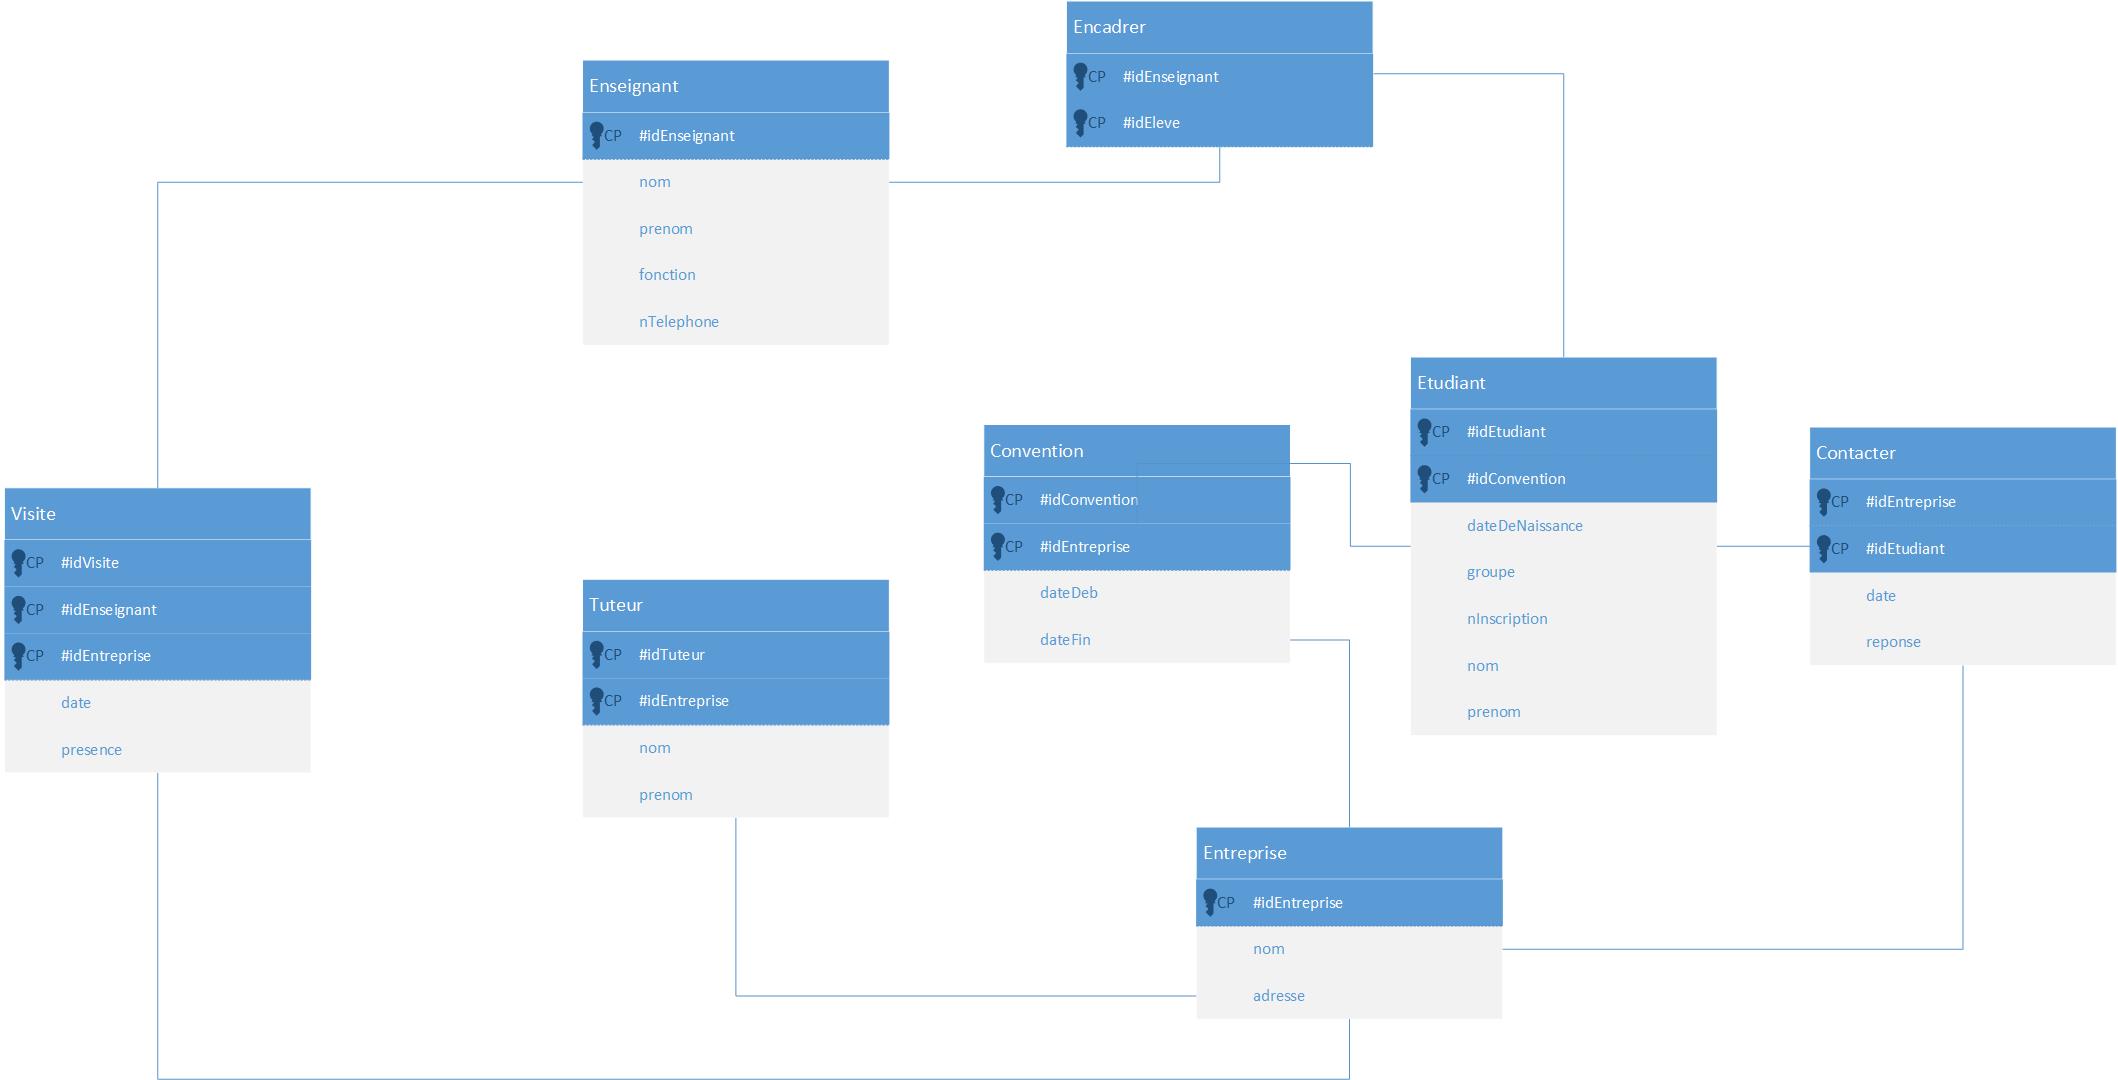 Encadrer
CP #idEnseignant
CP #idEleve
Enseignant
CP #idEnseignant
nom
prenom
fonction
nTelephone
Etudiant
CP #idEtudiant
CP #idConvention
dateDeNaissance
groupe
nInscription
nom
prenom
Convention
CP #idConvention
CP #idEntreprise
dateDeb
dateFin
Contacter
CP #idEntreprise
CP #idEtudiant
date
reponse
Visite
CP #idVisite
CP #idEnseignant
CP #idEntreprise
date
presence
Tuteur
CP #idTuteur
CP #idEntreprise
nom
prenom
Entreprise
CP #idEntreprise
nom
adresse